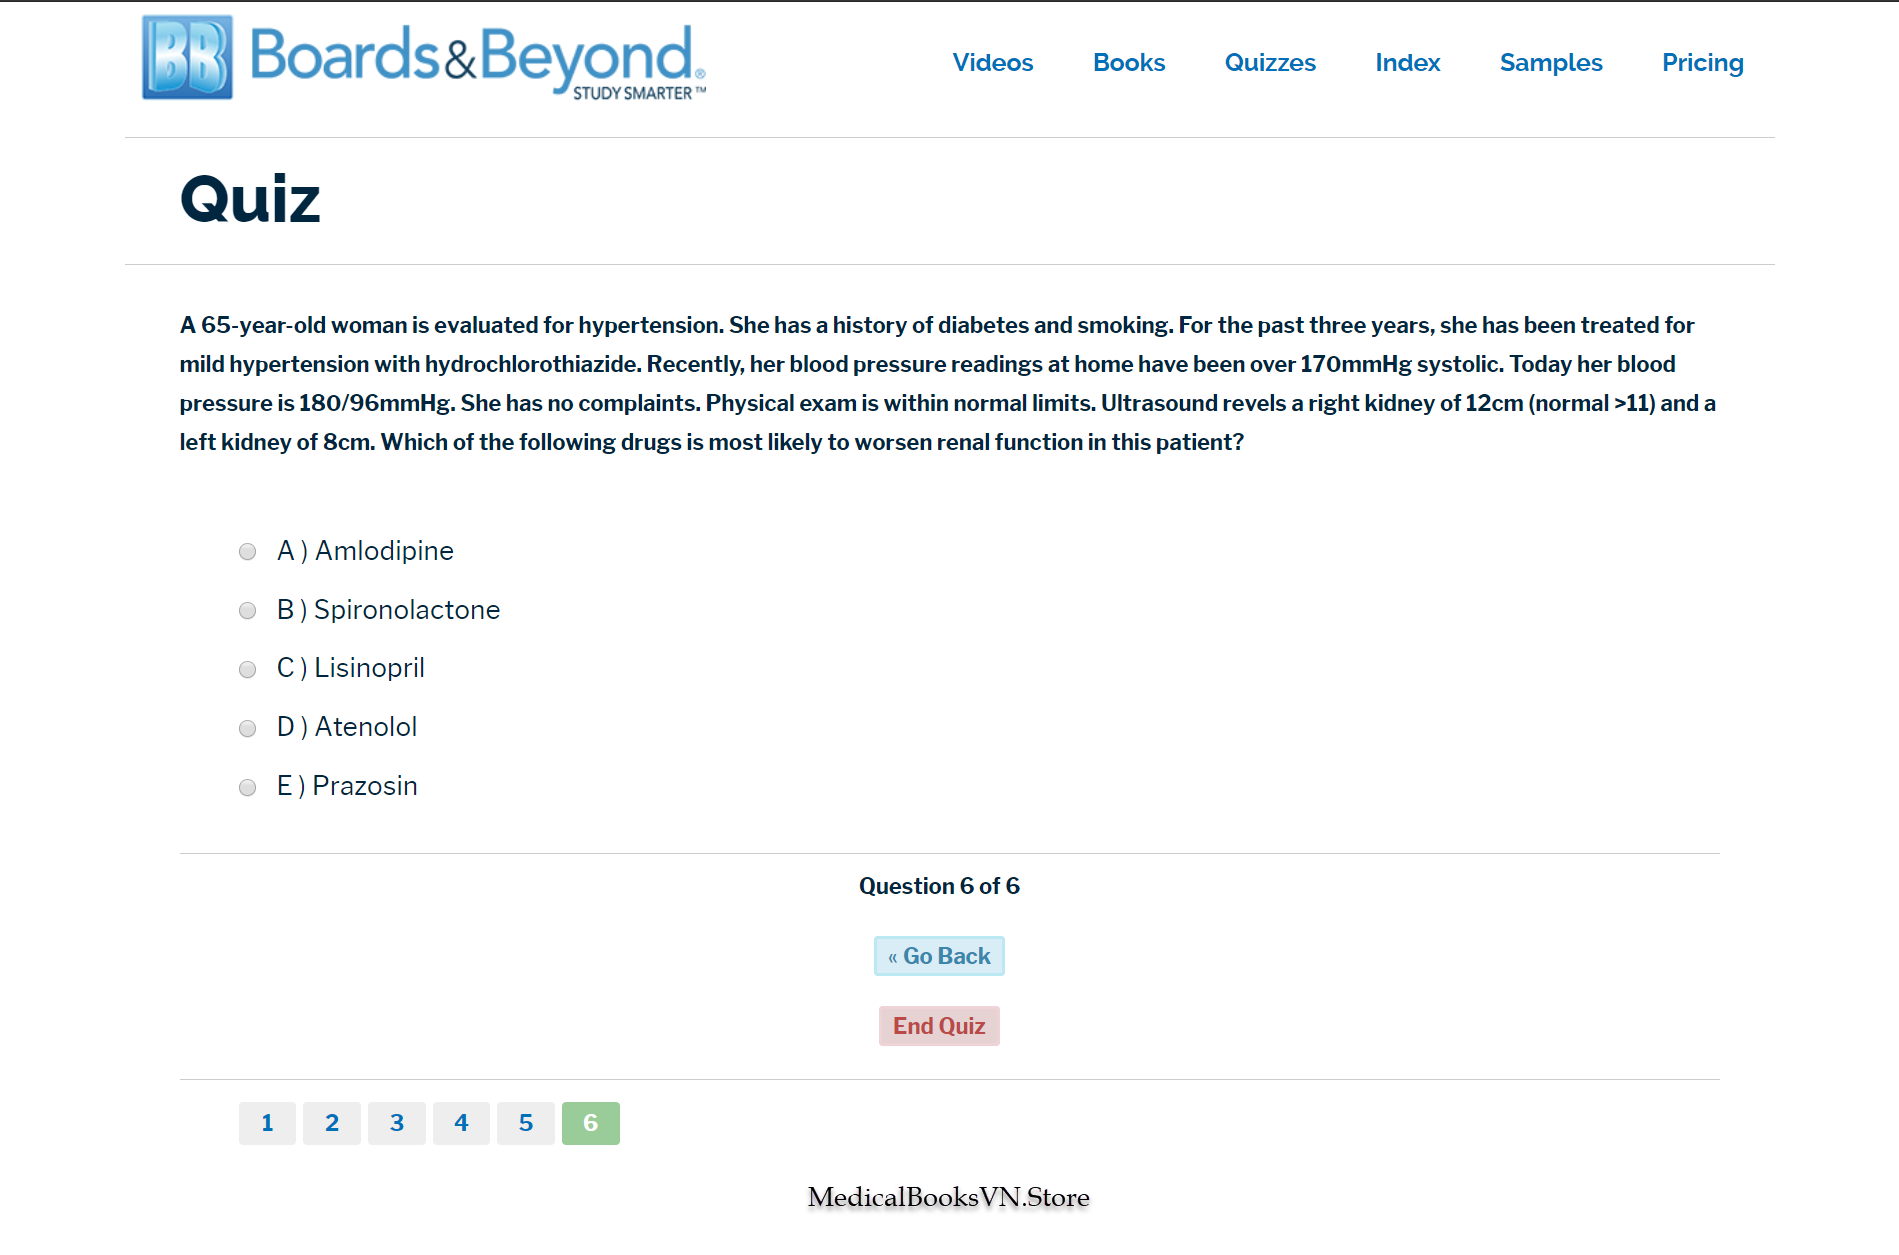 BB Boards&Beyond.®
STUDY SMARTER ™
Videos Books Quizzes Index Samples Pricing
Quiz
A 65-year-old woman is evaluated for hypertension. She has a history of diabetes and smoking. For the past three years, she has been treated for
mild hypertension with hydrochlorothiazide. Recently, her blood pressure readings at home have been over 170mmHg systolic. Today her blood
pressure is 180/96mmHg. She has no complaints. Physical exam is within normal limits. Ultrasound revels a right kidney of 12cm (normal >11) and a
left kidney of 8cm. Which of the following drugs is most likely to worsen renal function in this patient?
A ) Amlodipine
B ) Spironolactone
C ) Lisinopril
D ) Atenolol
E ) Prazosin
Question 6 of 6
« Go Back
End Quiz
1 2 3 4 5 6
MedicalBooksVN.Store